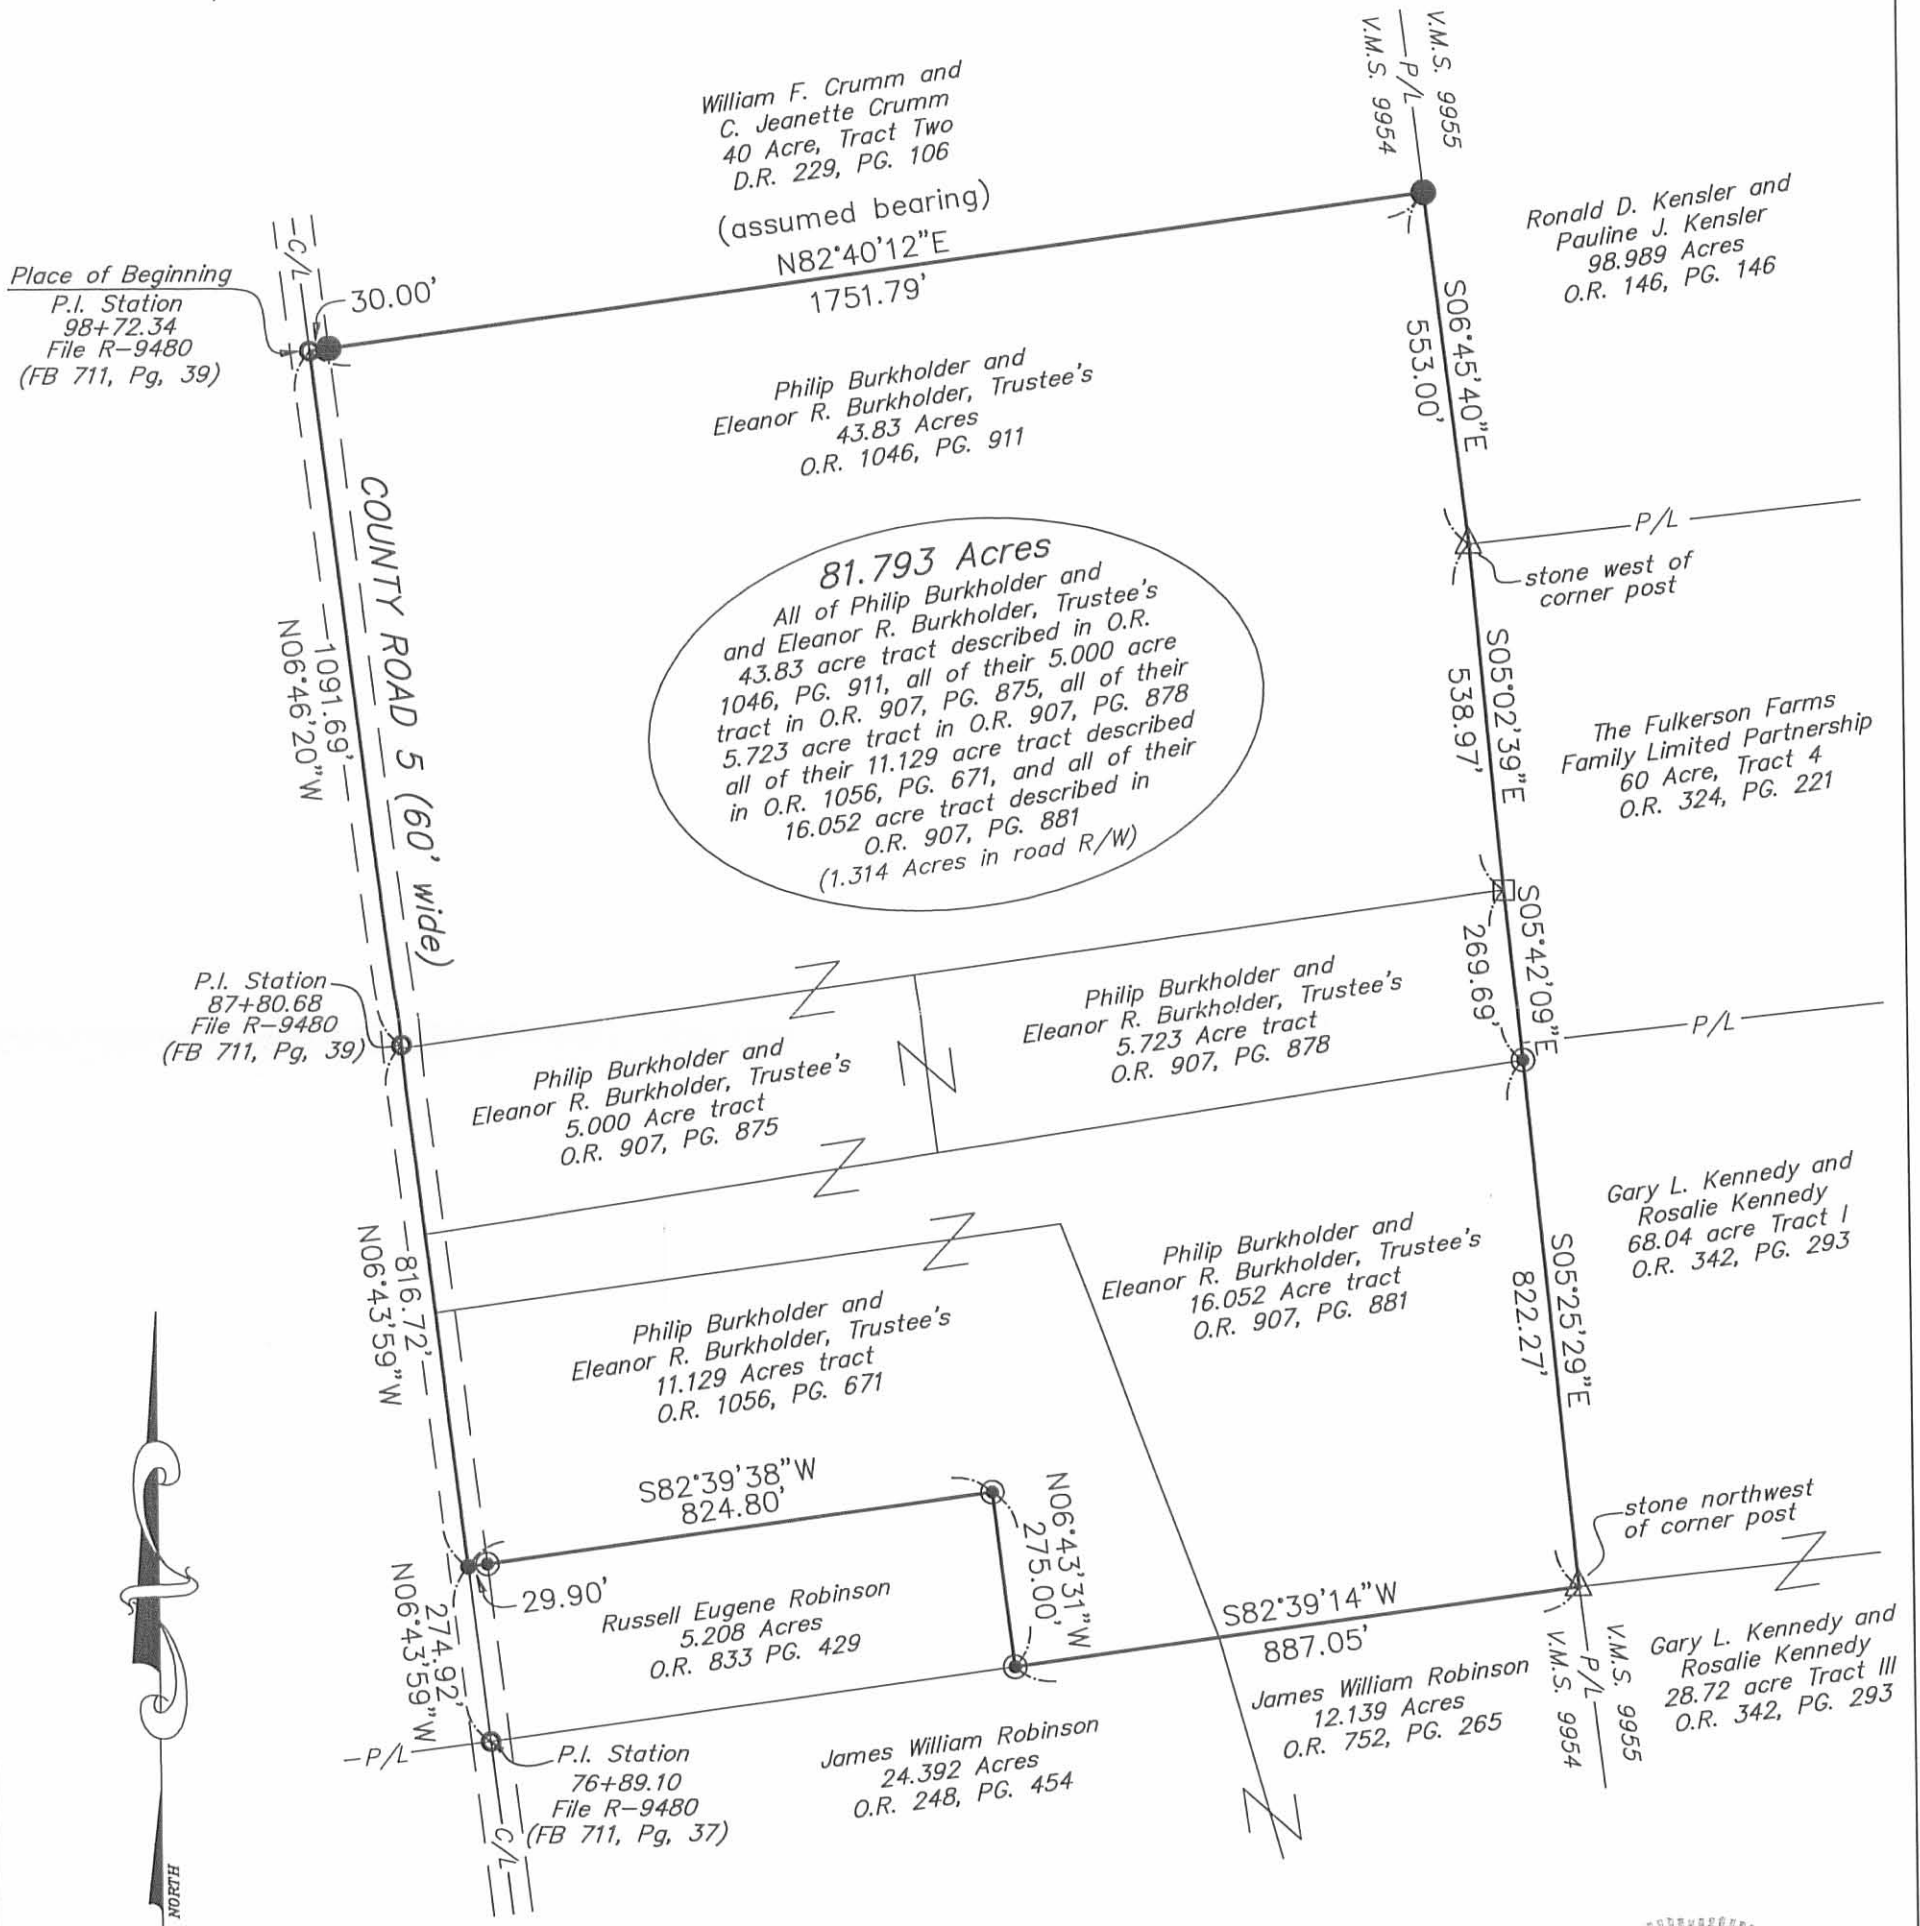 William F. Crumm and
C. Jeanette Crumm
40 Acre, Tract Two
D.R. 229, PG. 106
(assumed bearing)
N82°40'12"E
1751.79'
V.M.S. 9955
P/L
V.M.S. 9954
Ronald D. Kensler and
Pauline J. Kensler
98.989 Acres
O.R. 146, PG. 146
C/L
Place of Beginning
P.I. Station
98+72.34
File R-9480
(FB 711, Pg, 39)
30.00'
S06°45'40"E
553.00'
Philip Burkholder and
Eleanor R. Burkholder, Trustee's
43.83 Acres
O.R. 1046, PG. 911
P/L
stone west of
corner post
COUNTY ROAD 5 (60' wide)
1091.69'
N06°46'20"W
81.793 Acres
All of Philip Burkholder and
and Eleanor R. Burkholder, Trustee's
43.83 acre tract described in O.R.
1046, PG. 911, all of their 5.000 acre
tract in O.R. 907, PG. 875, all of their
5.723 acre tract in O.R. 907, PG. 878
all of their 11.129 acre tract described
in O.R. 1056, PG. 671, and all of their
16.052 acre tract described in
O.R. 907, PG. 881
(1.314 Acres in road R/W)
S05°02'39"E
538.97'
The Fulkerson Farms
Family Limited Partnership
60 Acre, Tract 4
O.R. 324, PG. 221
S05°42'09"E
269.69'
P/L
P.I. Station
87+80.68
File R-9480
(FB 711, Pg, 39)
Philip Burkholder and
Eleanor R. Burkholder, Trustee's
5.000 Acre tract
O.R. 907, PG. 875
Philip Burkholder and
Eleanor R. Burkholder, Trustee's
5.723 Acre tract
O.R. 907, PG. 878
Gary L. Kennedy and
Rosalie Kennedy
68.04 acre Tract I
O.R. 342, PG. 293
S05°25'29"E
822.27'
816.72'
N06°43'59"W
Philip Burkholder and
Eleanor R. Burkholder, Trustee's
11.129 Acres tract
O.R. 1056, PG. 671
Philip Burkholder and
Eleanor R. Burkholder, Trustee's
16.052 Acre tract
O.R. 907, PG. 881
S82°39'38"W
824.80'
N06°43'31"W
275.00'
stone northwest
of corner post
29.90'
274.92'
N06°43'59"W
Russell Eugene Robinson
5.208 Acres
O.R. 833 PG. 429
S82°39'14"W
887.05'
V.M.S. 9955
P/L
V.M.S. 9954
Gary L. Kennedy and
Rosalie Kennedy
28.72 acre Tract III
O.R. 342, PG. 293
James William Robinson
12.139 Acres
O.R. 752, PG. 265
P/L
P.I. Station
76+89.10
File R-9480
(FB 711, Pg, 37)
James William Robinson
24.392 Acres
O.R. 248, PG. 454
C/L
NORTH